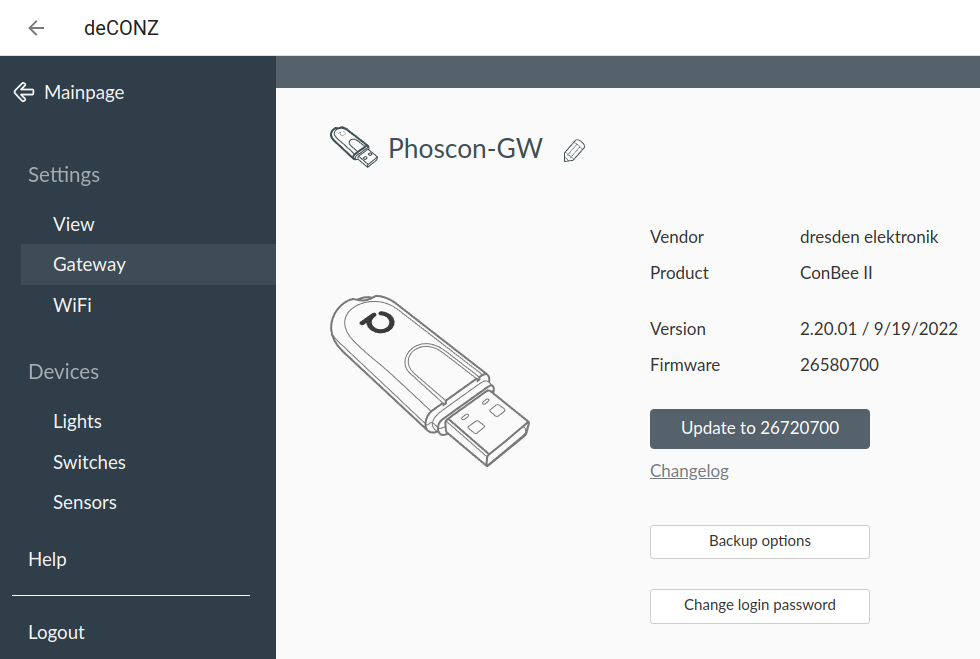 deCONZ
Mainpage
Settings
View
Gateway
WiFi
Devices
Lights
Switches
Sensors
Help
Logout
Phoscon-GW
Vendor dresden elektronik
Product ConBee II
Version 2.20.01 / 9/19/2022
Firmware 26580700
Update to 26720700
Changelog
Backup options
Change login password